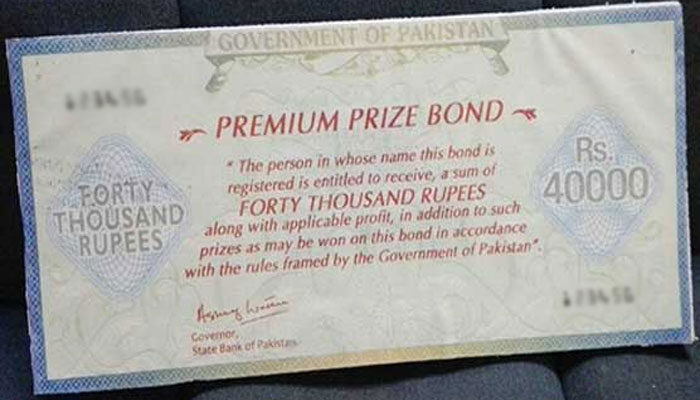 GOVERNMENT OF PAKISTAN
PREMIUM PRIZE BOND
" The person in whose name this bond is
registered is entitled to receive, a sum of
FORTY THOUSAND RUPEES
along with applicable profit, in addition to such
prizes as may be won on this bond in accordance
with the rules framed by the Government of Pakistan".
FORTY
THOUSAND
RUPEES
Rs.
40000
Governor,
State Bank of Pakistan.